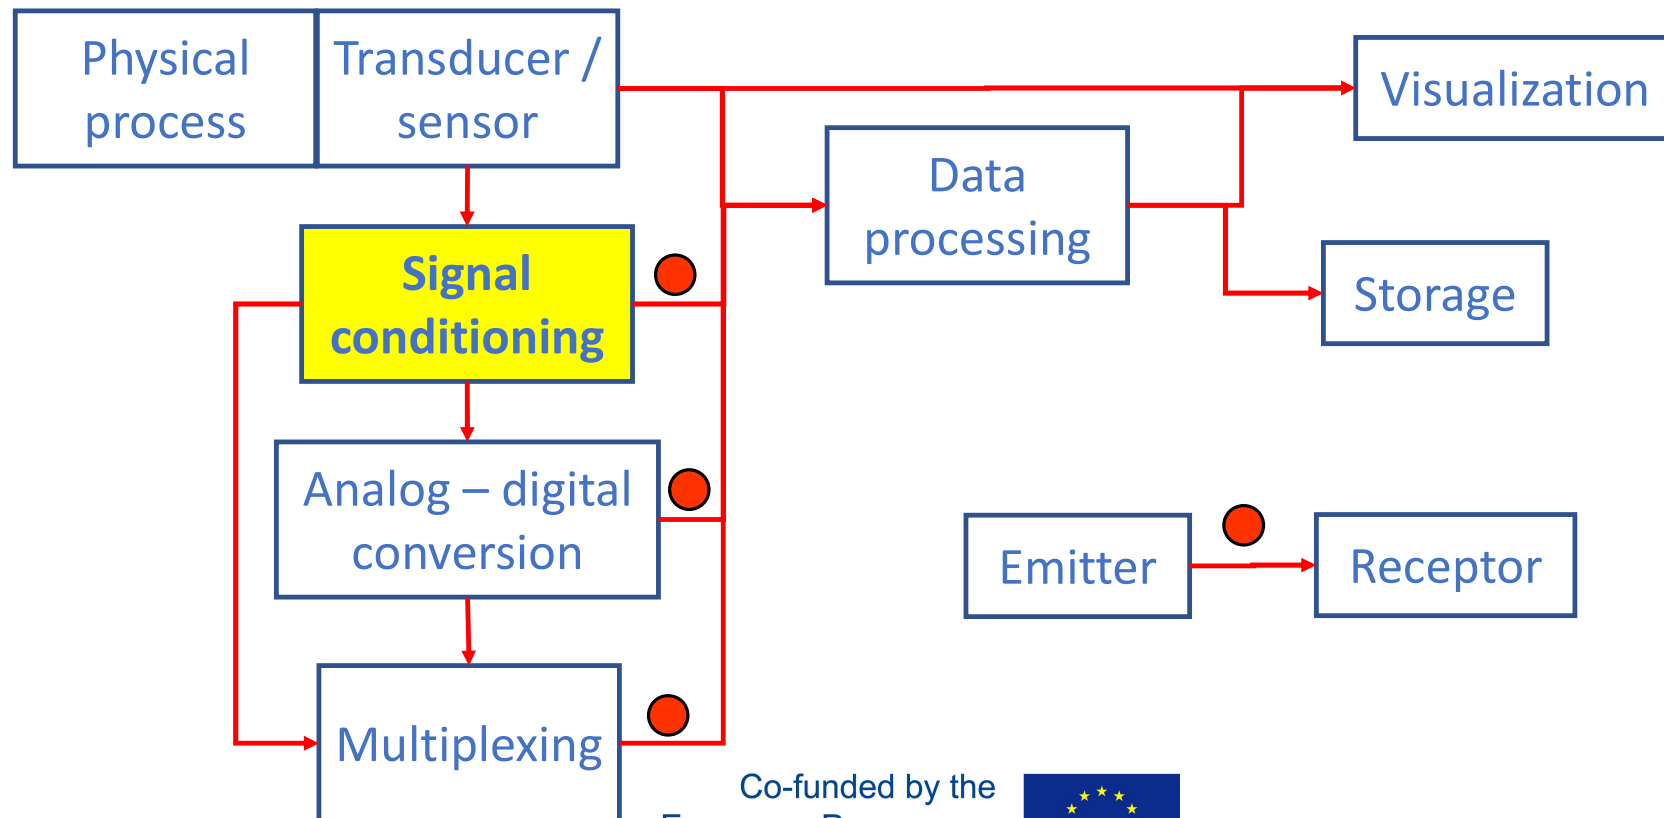 Physical
process
Transducer /
sensor
Visualization
Data
processing
Signal
conditioning
Storage
Analog – digital
conversion
Emitter
Receptor
Multiplexing
Co-funded by the